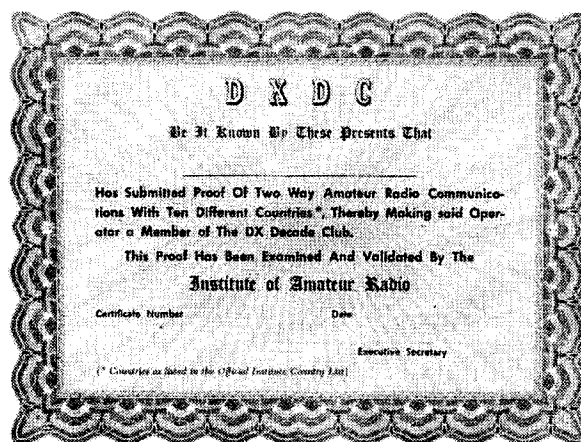 D X D C
Be It Known By These Presents That
Has Submitted Proof Of Two Way Amateur Radio Communica-
tions With Ten Different Countries*, Thereby Making said Oper-
ator a Member of The DX Decade Club.
This Proof Has Been Examined And Validated By The
Institute of Amateur Radio
Certificate Number Date
Executive Secretary
(* Countries as listed in the Official Institute Country List)